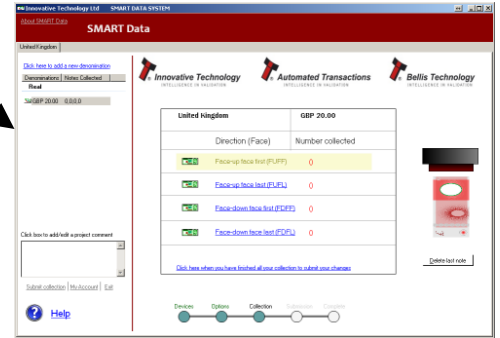 Innovative Technology Ltd SMART DATA SYSTEM
About SMART Data
SMART Data
United Kingdom
Click here to add a new denomination
Denominations Notes Collected
Real
GBP 20.00 0,0,0,0
Innovative Technology
INTELLIGENCE IN VALIDATION
Automated Transactions
INTELLIGENCE IN VALIDATION
Bellis Technology
INTELLIGENCE IN VALIDATION
United Kingdom GBP 20.00
Direction (Face) Number collected
Face-up face first (FUFF) 0
Face-up face last (FUFL) 0
Face-down face first (FDFF) 0
Face-down face last (FDFL) 0
Click here when you have finished all your collection to submit your changes
Delete last note
Click box to add/edit a project comment
Submit collection My Account Exit
Help
Devices Options Collection Submission Complete